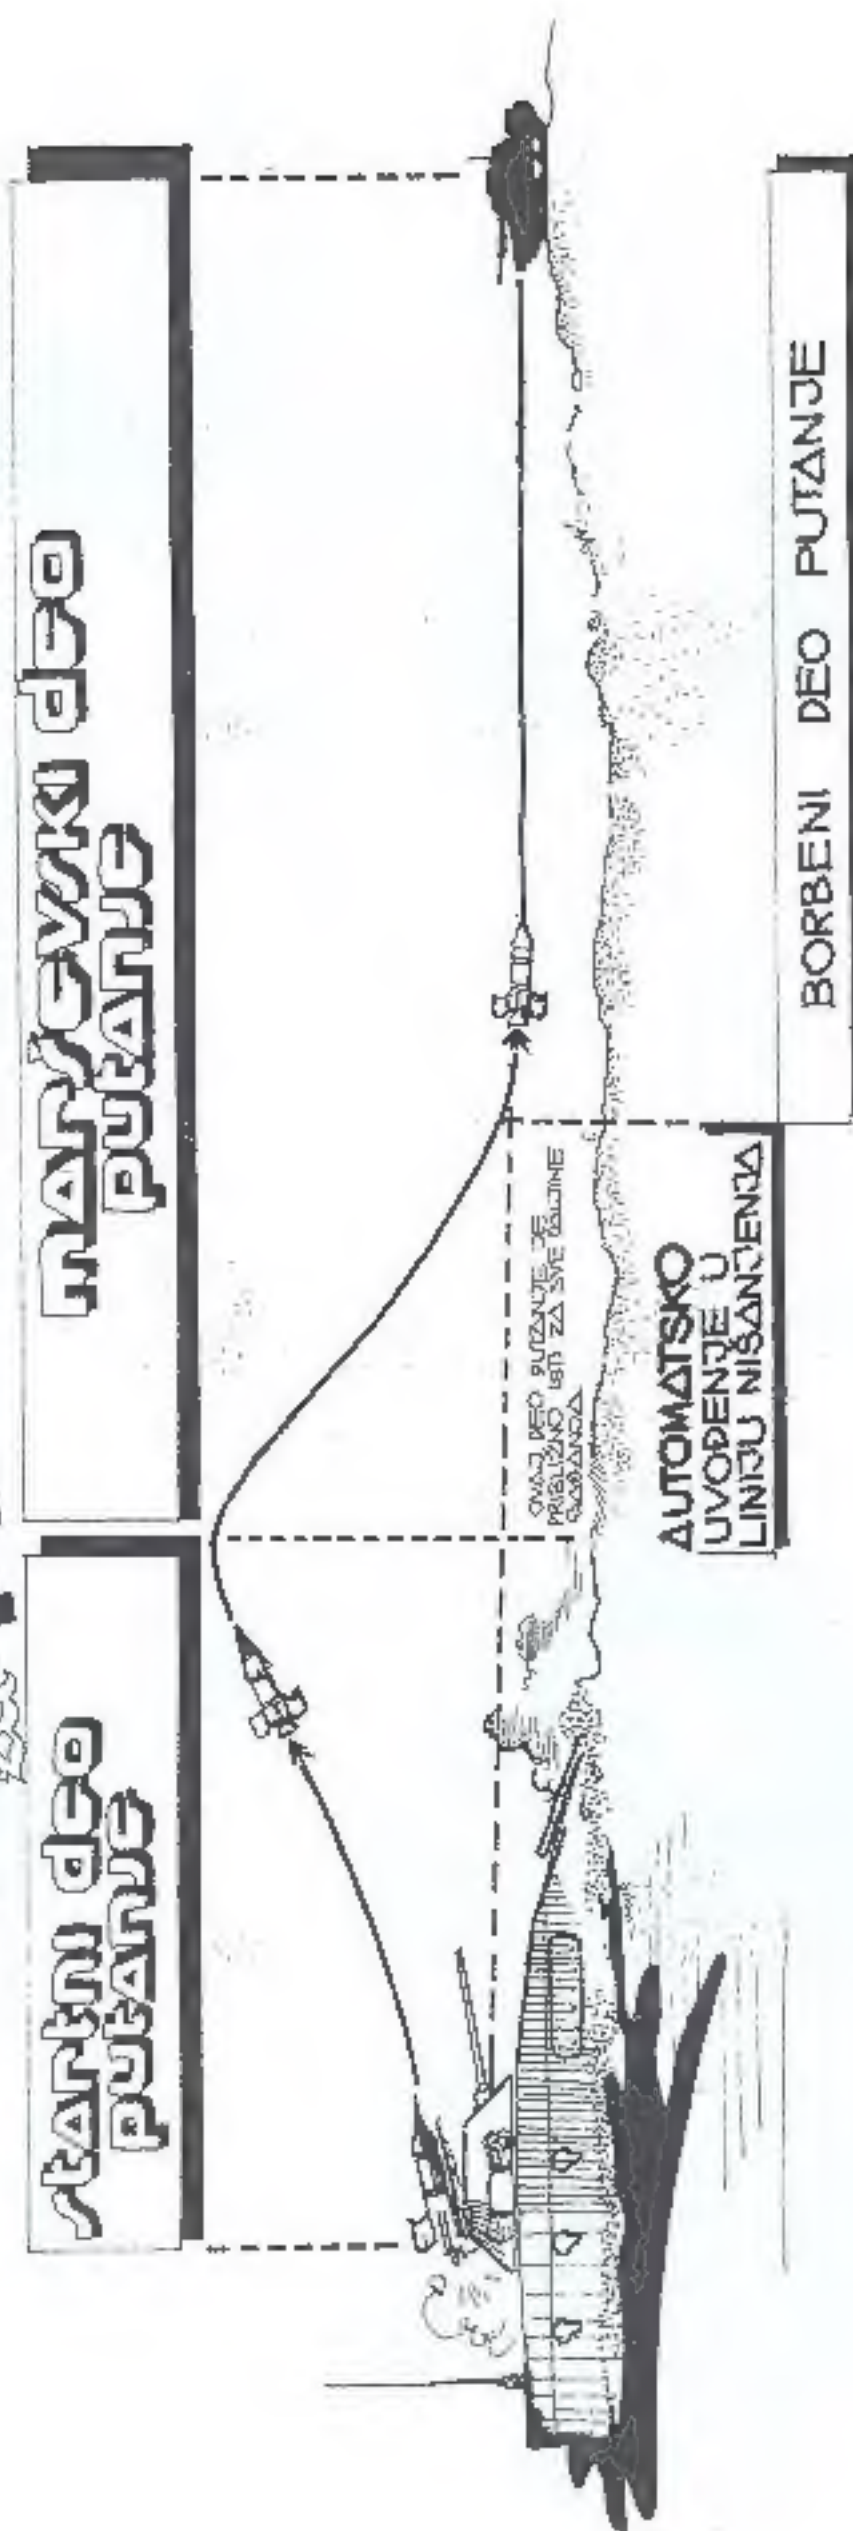 startni deo
putanje
marševski deo
putanje
OVAJ DEO PUTANJE JE
PRIBLIŽNO ISTI ZA SVE DALJINE
GAĐANJA
AUTOMATSKO
UVOĐENJE U
LINIJU NIŠANJENJA
BORBENI DEO PUTANJE